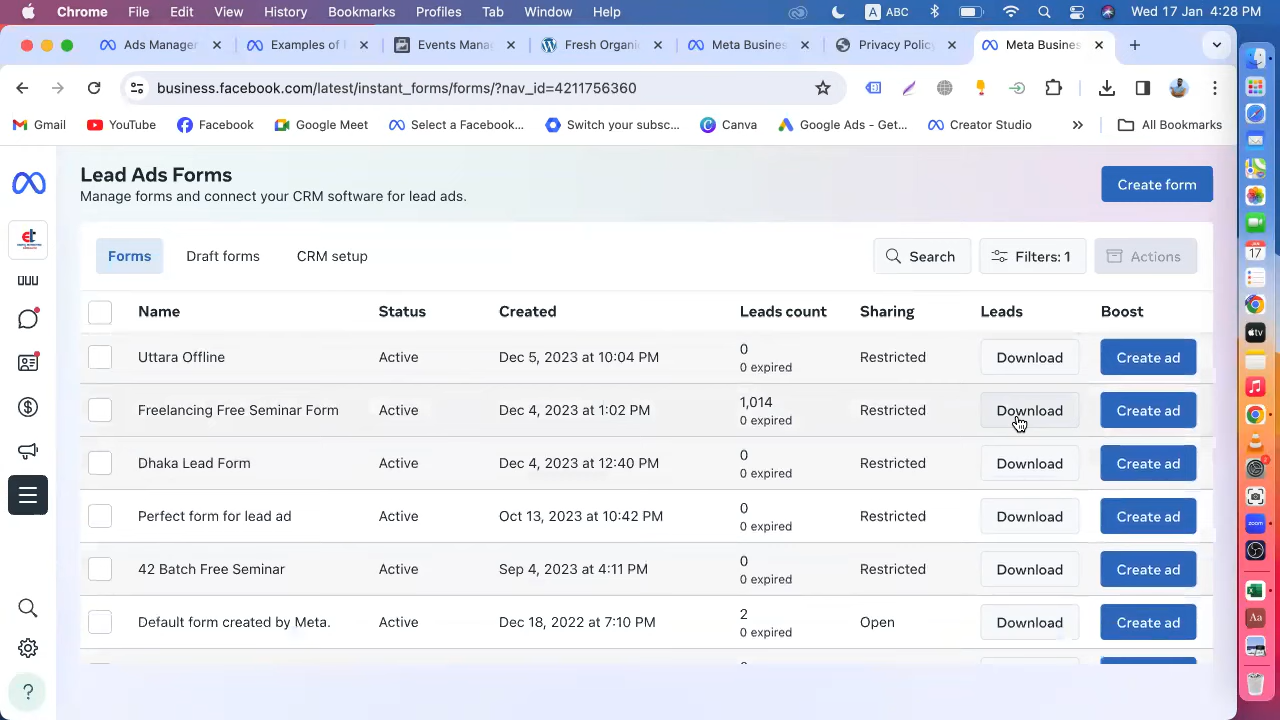 Chrome File Edit View History Bookmarks Profiles Tab Window Help A ABC Wed 17 Jan 4:28 PM
Ads Manager Examples of Events Mana Fresh Organi Meta Busines Privacy Polic Meta Busines
business.facebook.com/latest/instant_forms/forms/?nav_id=4211756360
Gmail YouTube Facebook Google Meet Select a Facebook... Switch your subsc... Canva Google Ads - Get... Creator Studio » All Bookmarks
Lead Ads Forms
Manage forms and connect your CRM software for lead ads.
Create form
Forms Draft forms CRM setup Search Filters: 1 Actions
Name Status Created Leads count Sharing Leads Boost
Uttara Offline Active Dec 5, 2023 at 10:04 PM 0 Restricted Download Create ad
0 expired
Freelancing Free Seminar Form Active Dec 4, 2023 at 1:02 PM 1,014 Restricted Download Create ad
0 expired
Dhaka Lead Form Active Dec 4, 2023 at 12:40 PM 0 Restricted Download Create ad
0 expired
Perfect form for lead ad Active Oct 13, 2023 at 10:42 PM 0 Restricted Download Create ad
0 expired
42 Batch Free Seminar Active Sep 4, 2023 at 4:11 PM 0 Restricted Download Create ad
0 expired
Default form created by Meta. Active Dec 18, 2022 at 7:10 PM 2 Open Download Create ad
0 expired